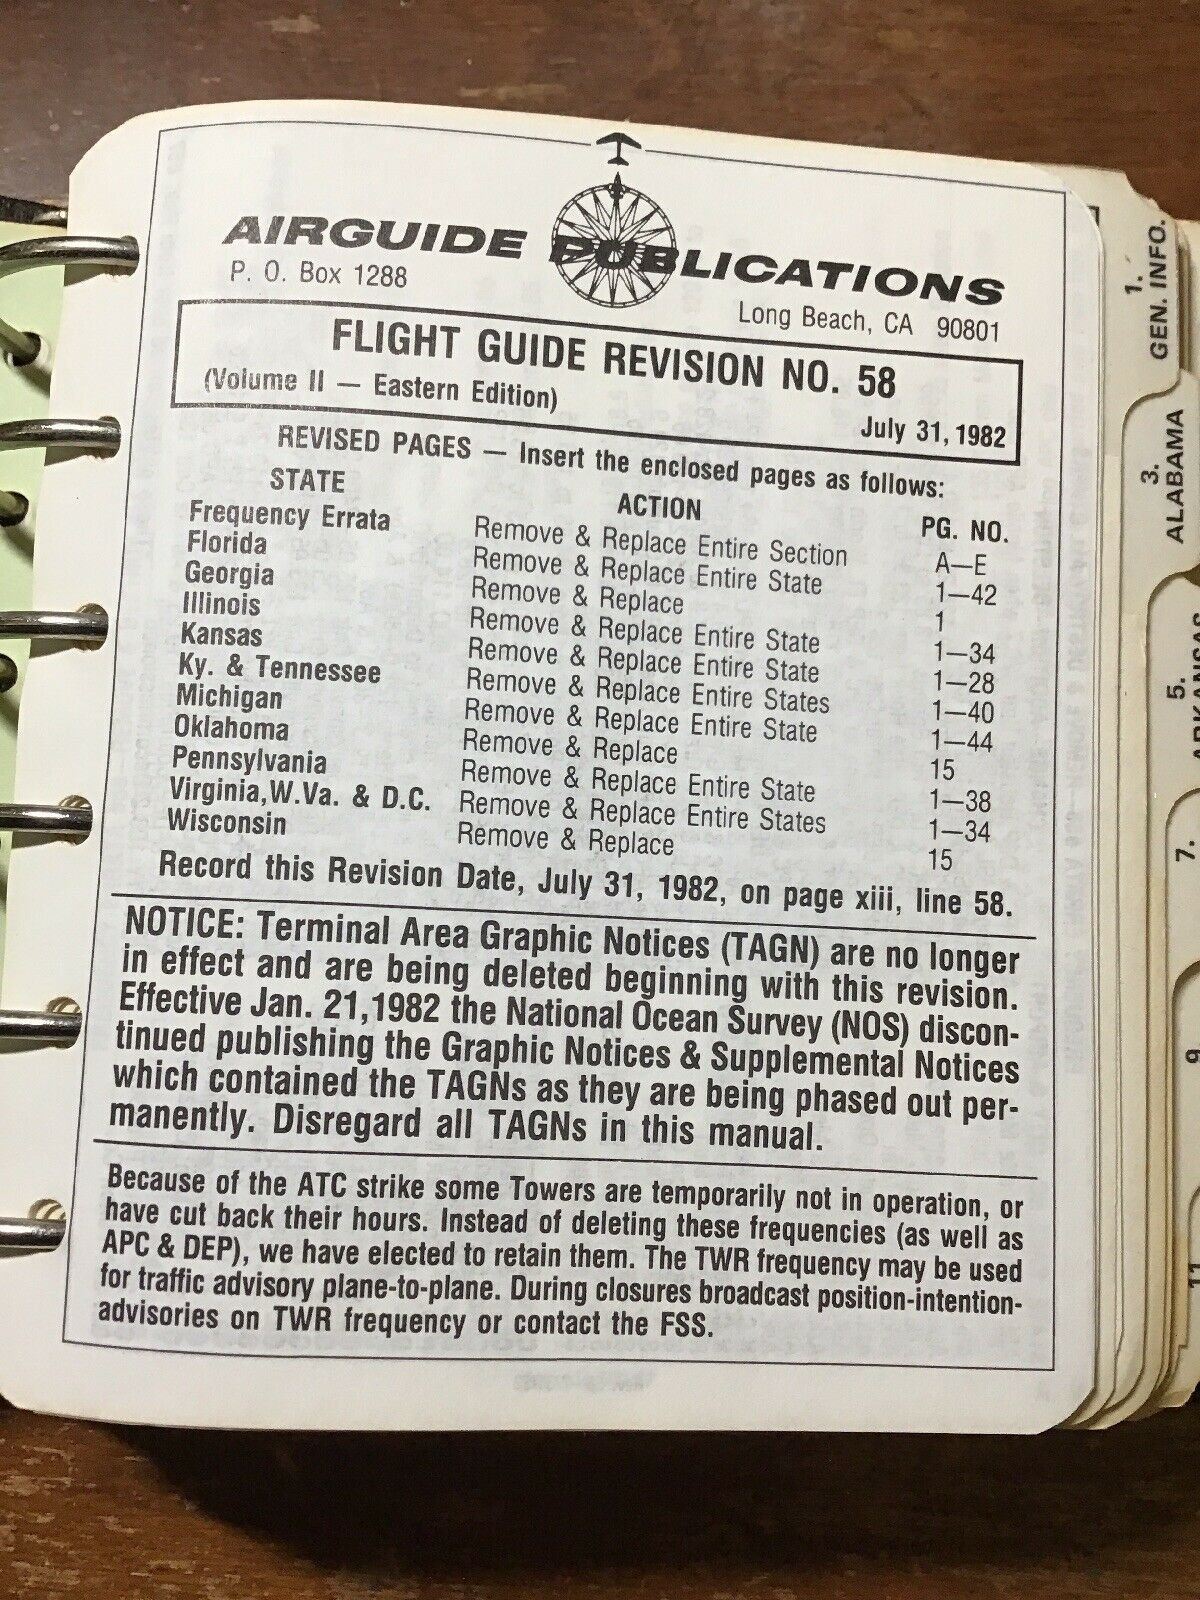 AIRGUIDE PUBLICATIONS
P. O. Box 1288
Long Beach, CA 90801
FLIGHT GUIDE REVISION NO. 58
(Volume II — Eastern Edition)
July 31, 1982
REVISED PAGES — Insert the enclosed pages as follows:
STATE ACTION PG. NO.
Frequency Errata Remove & Replace Entire Section A—E
Florida Remove & Replace Entire State 1—42
Georgia Remove & Replace 1
Illinois Remove & Replace Entire State 1—34
Kansas Remove & Replace Entire State 1—28
Ky. & Tennessee Remove & Replace Entire States 1—40
Michigan Remove & Replace Entire State 1—44
Oklahoma Remove & Replace 15
Pennsylvania Remove & Replace Entire State 1—38
Virginia,W.Va. & D.C. Remove & Replace Entire States 1—34
Wisconsin Remove & Replace 15
Record this Revision Date, July 31, 1982, on page xiii, line 58.
NOTICE: Terminal Area Graphic Notices (TAGN) are no longer
in effect and are being deleted beginning with this revision.
Effective Jan. 21,1982 the National Ocean Survey (NOS) discon-
tinued publishing the Graphic Notices & Supplemental Notices
which contained the TAGNs as they are being phased out per-
manently. Disregard all TAGNs in this manual.
Because of the ATC strike some Towers are temporarily not in operation, or
have cut back their hours. Instead of deleting these frequencies (as well as
APC & DEP), we have elected to retain them. The TWR frequency may be used
for traffic advisory plane-to-plane. During closures broadcast position-intention-
advisories on TWR frequency or contact the FSS.
1.
GEN. INFO.
3.
ALABAMA
5.
7.
9
11